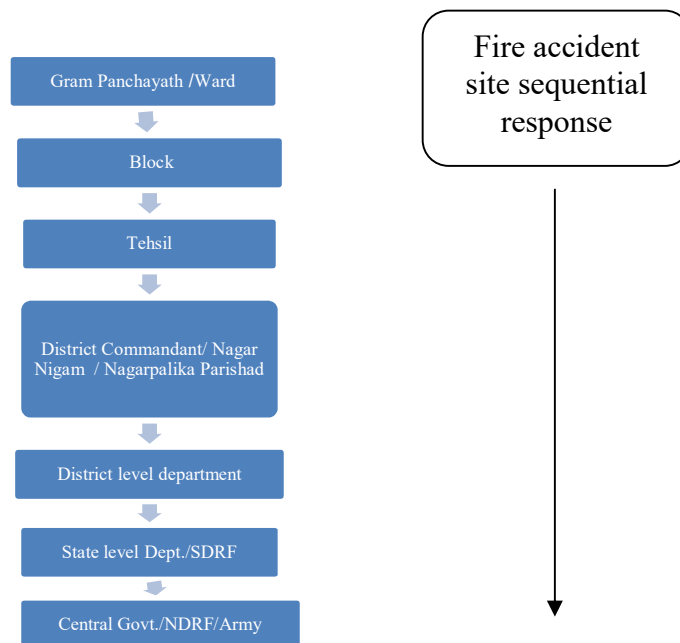 Gram Panchayath /Ward
Block
Tehsil
District Commandant/ Nagar
Nigam / Nagarpalika Parishad
District level department
State level Dept./SDRF
Central Govt./NDRF/Army
Fire accident
site sequential
response